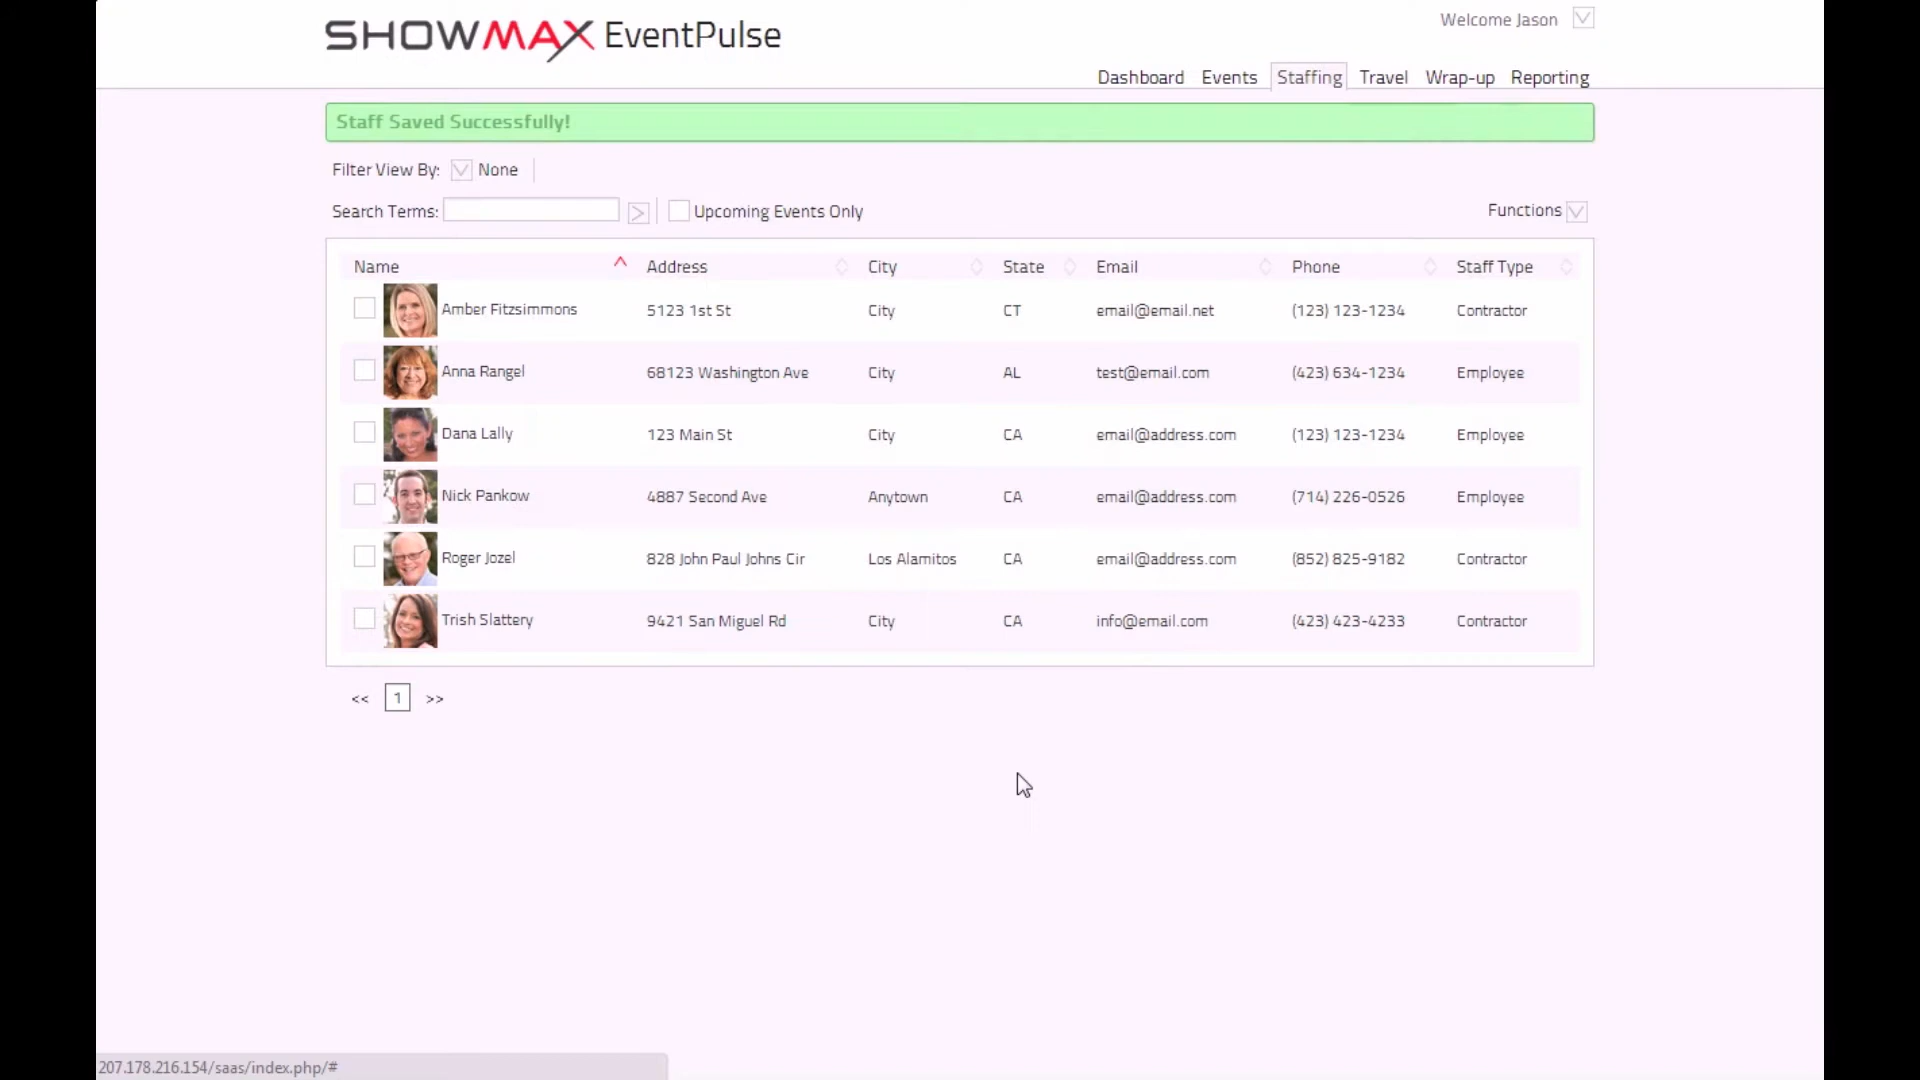 SHOWMAX EventPulse
Welcome Jason
Dashboard Events Staffing Travel Wrap-up Reporting
Staff Saved Successfully!
Filter View By: None
Search Terms: > Upcoming Events Only Functions
Name Address City State Email Phone Staff Type
Amber Fitzsimmons 5123 1st St City CT email@email.net (123) 123-1234 Contractor
Anna Rangel 68123 Washington Ave City AL test@email.com (423) 634-1234 Employee
Dana Lally 123 Main St City CA email@address.com (123) 123-1234 Employee
Nick Pankow 4887 Second Ave Anytown CA email@address.com (714) 226-0526 Employee
Roger Jozel 828 John Paul Johns Cir Los Alamitos CA email@address.com (852) 825-9182 Contractor
Trish Slattery 9421 San Miguel Rd City CA info@email.com (423) 423-4233 Contractor
<< 1 >>
207.178.216.154/saas/index.php/#